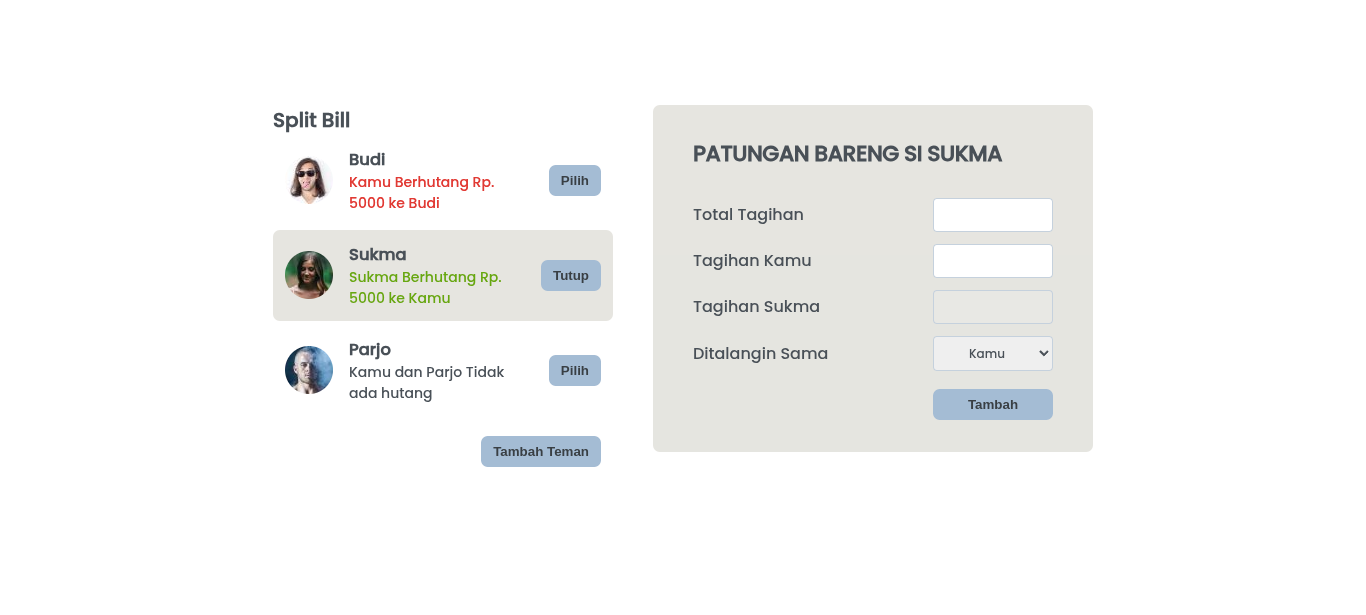 Split Bill
Budi
Kamu Berhutang Rp.
5000 ke Budi
Pilih
Sukma
Sukma Berhutang Rp.
5000 ke Kamu
Tutup
Parjo
Kamu dan Parjo Tidak
ada hutang
Pilih
Tambah Teman
PATUNGAN BARENG SI SUKMA
Total Tagihan
Tagihan Kamu
Tagihan Sukma
Ditalangin Sama
Kamu
Tambah